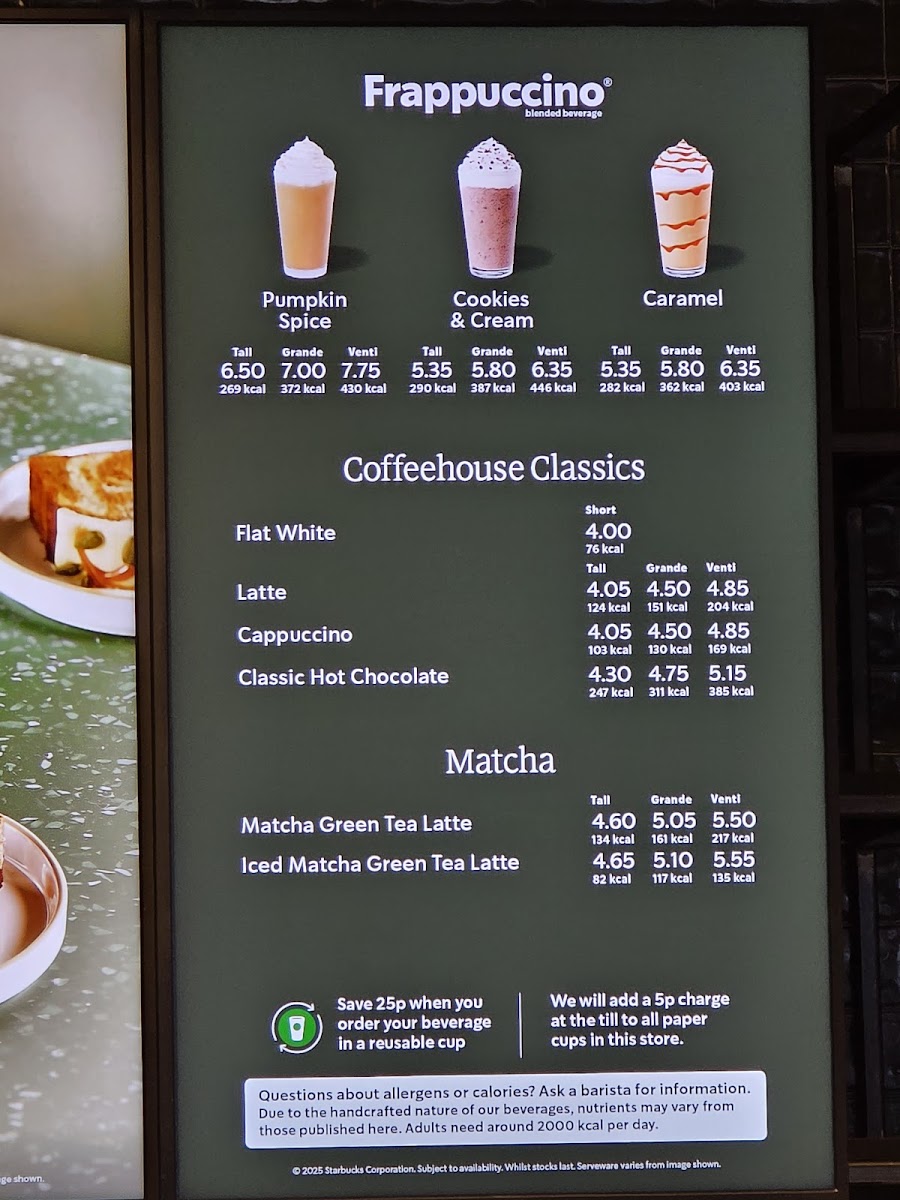 Frappuccino®
blended beverage
Pumpkin Spice
Cookies & Cream
Caramel
Tall Grande Venti Tall Grande Venti Tall Grande Venti
6.50 7.00 7.75 5.35 5.80 6.35 5.35 5.80 6.35
269 kcal 372 kcal 430 kcal 290 kcal 387 kcal 446 kcal 282 kcal 362 kcal 403 kcal
Coffeehouse Classics
Short
Flat White 4.00
76 kcal
Tall Grande Venti
Latte 4.05 4.50 4.85
124 kcal 151 kcal 204 kcal
Cappuccino 4.05 4.50 4.85
103 kcal 130 kcal 169 kcal
Classic Hot Chocolate 4.30 4.75 5.15
247 kcal 311 kcal 385 kcal
Matcha
Tall Grande Venti
Matcha Green Tea Latte 4.60 5.05 5.50
134 kcal 161 kcal 217 kcal
Iced Matcha Green Tea Latte 4.65 5.10 5.55
82 kcal 117 kcal 135 kcal
Save 25p when you
order your beverage
in a reusable cup
We will add a 5p charge
at the till to all paper
cups in this store.
Questions about allergens or calories? Ask a barista for information.
Due to the handcrafted nature of our beverages, nutrients may vary from
those published here. Adults need around 2000 kcal per day.
© 2025 Starbucks Corporation. Subject to availability. Whilst stocks last. Serveware varies from image shown.
shown.